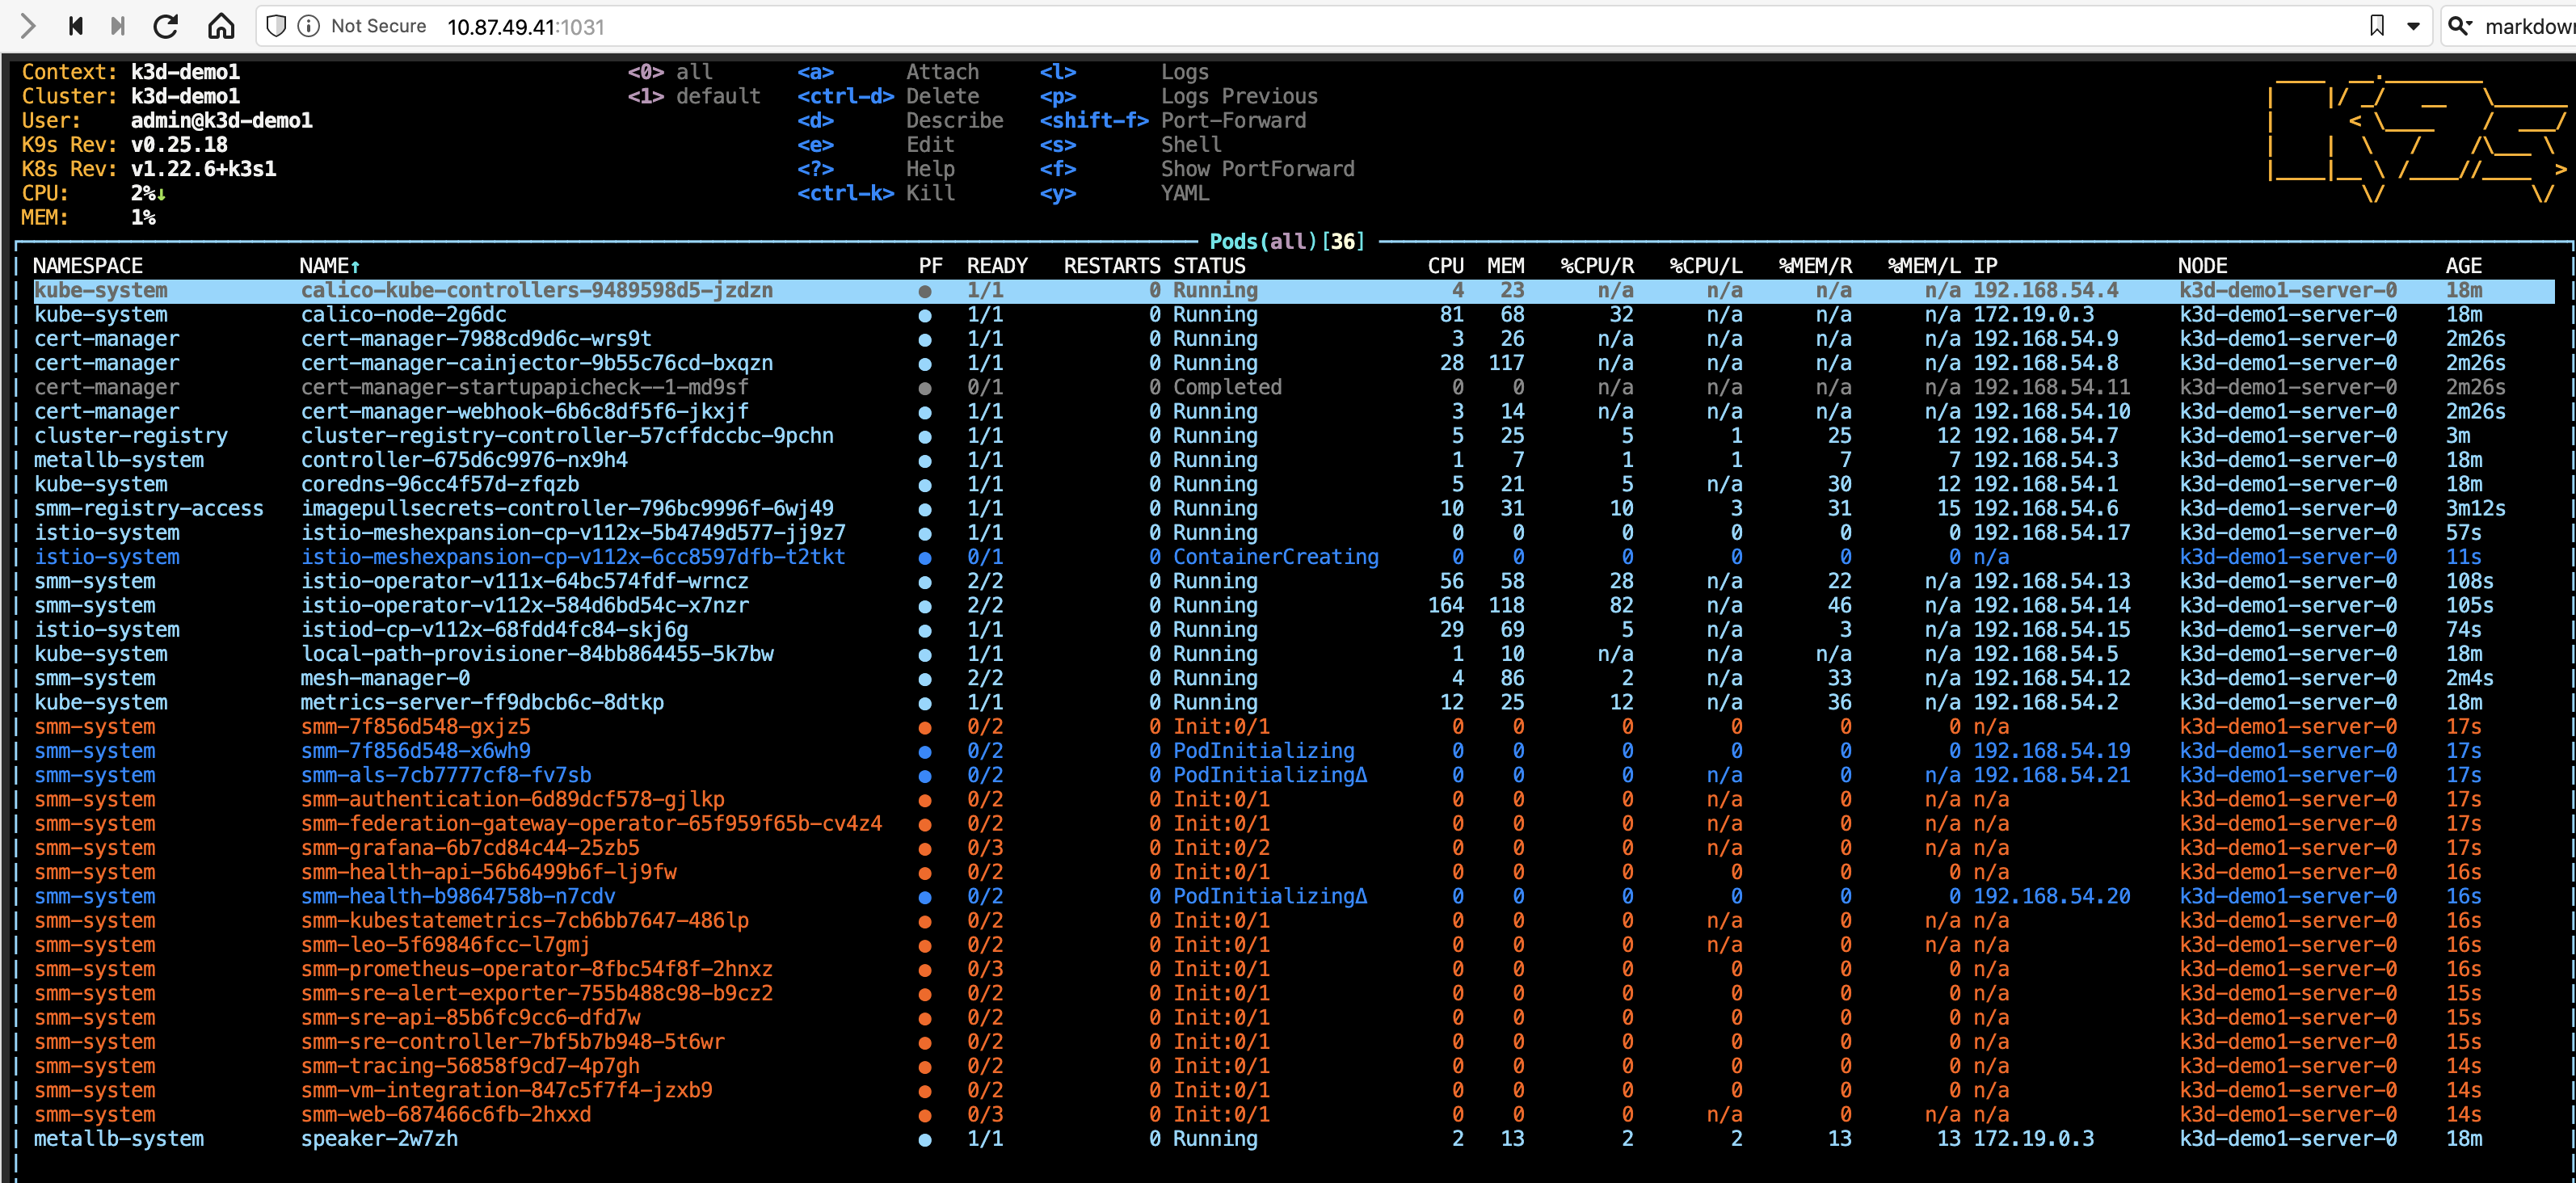 Not Secure 10.87.49.41:1031 markdown
Context: k3d-demo1 <0> all <a> Attach <l> Logs
Cluster: k3d-demo1 <1> default <ctrl-d> Delete <p> Logs Previous
User: admin@k3d-demo1 <d> Describe <shift-f> Port-Forward
K9s Rev: v0.25.18 <e> Edit <s> Shell
K8s Rev: v1.22.6+k3s1 <?> Help <f> Show PortForward
CPU: 2%↓ <ctrl-k> Kill <y> YAML
MEM: 1%
Pods(all)[36]
NAMESPACE NAME↑ PF READY RESTARTS STATUS CPU MEM %CPU/R %CPU/L %MEM/R %MEM/L IP NODE AGE
kube-system calico-kube-controllers-9489598d5-jzdzn ● 1/1 0 Running 4 23 n/a n/a n/a n/a 192.168.54.4 k3d-demo1-server-0 18m
kube-system calico-node-2g6dc ● 1/1 0 Running 81 68 32 n/a n/a n/a 172.19.0.3 k3d-demo1-server-0 18m
cert-manager cert-manager-7988cd9d6c-wrs9t ● 1/1 0 Running 3 26 n/a n/a n/a n/a 192.168.54.9 k3d-demo1-server-0 2m26s
cert-manager cert-manager-cainjector-9b55c76cd-bxqzn ● 1/1 0 Running 28 117 n/a n/a n/a n/a 192.168.54.8 k3d-demo1-server-0 2m26s
cert-manager cert-manager-startupapicheck--1-md9sf ● 0/1 0 Completed 0 0 n/a n/a n/a n/a 192.168.54.11 k3d-demo1-server-0 2m26s
cert-manager cert-manager-webhook-6b6c8df5f6-jkxjf ● 1/1 0 Running 3 14 n/a n/a n/a n/a 192.168.54.10 k3d-demo1-server-0 2m26s
cluster-registry cluster-registry-controller-57cffdccbc-9pchn ● 1/1 0 Running 5 25 5 1 25 12 192.168.54.7 k3d-demo1-server-0 3m
metallb-system controller-675d6c9976-nx9h4 ● 1/1 0 Running 1 7 1 1 7 7 192.168.54.3 k3d-demo1-server-0 18m
kube-system coredns-96cc4f57d-zfqzb ● 1/1 0 Running 5 21 5 n/a 30 12 192.168.54.1 k3d-demo1-server-0 18m
smm-registry-access imagepullsecrets-controller-796bc9996f-6wj49 ● 1/1 0 Running 10 31 10 3 31 15 192.168.54.6 k3d-demo1-server-0 3m12s
istio-system istio-meshexpansion-cp-v112x-5b4749d577-jj9z7 ● 1/1 0 Running 0 0 0 0 0 0 192.168.54.17 k3d-demo1-server-0 57s
istio-system istio-meshexpansion-cp-v112x-6cc8597dfb-t2tkt ● 0/1 0 ContainerCreating 0 0 0 0 0 0 n/a k3d-demo1-server-0 11s
smm-system istio-operator-v111x-64bc574fdf-wrncz ● 2/2 0 Running 56 58 28 n/a 22 n/a 192.168.54.13 k3d-demo1-server-0 108s
smm-system istio-operator-v112x-584d6bd54c-x7nzr ● 2/2 0 Running 164 118 82 n/a 46 n/a 192.168.54.14 k3d-demo1-server-0 105s
istio-system istiod-cp-v112x-68fdd4fc84-skj6g ● 1/1 0 Running 29 69 5 n/a 3 n/a 192.168.54.15 k3d-demo1-server-0 74s
kube-system local-path-provisioner-84bb864455-5k7bw ● 1/1 0 Running 1 10 n/a n/a n/a n/a 192.168.54.5 k3d-demo1-server-0 18m
smm-system mesh-manager-0 ● 2/2 0 Running 4 86 2 n/a 33 n/a 192.168.54.12 k3d-demo1-server-0 2m4s
kube-system metrics-server-ff9dbcb6c-8dtkp ● 1/1 0 Running 12 25 12 n/a 36 n/a 192.168.54.2 k3d-demo1-server-0 18m
smm-system smm-7f856d548-gxjz5 ● 0/2 0 Init:0/1 0 0 0 0 0 0 n/a k3d-demo1-server-0 17s
smm-system smm-7f856d548-x6wh9 ● 0/2 0 PodInitializing 0 0 0 0 0 0 192.168.54.19 k3d-demo1-server-0 17s
smm-system smm-als-7cb7777cf8-fv7sb ● 0/2 0 PodInitializingΔ 0 0 0 n/a 0 n/a 192.168.54.21 k3d-demo1-server-0 17s
smm-system smm-authentication-6d89dcf578-gjlkp ● 0/2 0 Init:0/1 0 0 0 n/a 0 n/a n/a k3d-demo1-server-0 17s
smm-system smm-federation-gateway-operator-65f959f65b-cv4z4 ● 0/2 0 Init:0/1 0 0 0 n/a 0 n/a n/a k3d-demo1-server-0 17s
smm-system smm-grafana-6b7cd84c44-25zb5 ● 0/3 0 Init:0/2 0 0 0 n/a 0 n/a n/a k3d-demo1-server-0 17s
smm-system smm-health-api-56b6499b6f-lj9fw ● 0/2 0 Init:0/1 0 0 0 0 0 0 n/a k3d-demo1-server-0 16s
smm-system smm-health-b9864758b-n7cdv ● 0/2 0 PodInitializingΔ 0 0 0 0 0 0 192.168.54.20 k3d-demo1-server-0 16s
smm-system smm-kubestatemetrics-7cb6bb7647-486lp ● 0/2 0 Init:0/1 0 0 0 n/a 0 n/a n/a k3d-demo1-server-0 16s
smm-system smm-leo-5f69846fcc-l7gmj ● 0/2 0 Init:0/1 0 0 0 n/a 0 n/a n/a k3d-demo1-server-0 16s
smm-system smm-prometheus-operator-8fbc54f8f-2hnxz ● 0/3 0 Init:0/1 0 0 0 0 0 0 n/a k3d-demo1-server-0 16s
smm-system smm-sre-alert-exporter-755b488c98-b9cz2 ● 0/2 0 Init:0/1 0 0 0 0 0 0 n/a k3d-demo1-server-0 15s
smm-system smm-sre-api-85b6fc9cc6-dfd7w ● 0/2 0 Init:0/1 0 0 0 0 0 0 n/a k3d-demo1-server-0 15s
smm-system smm-sre-controller-7bf5b7b948-5t6wr ● 0/2 0 Init:0/1 0 0 0 0 0 0 n/a k3d-demo1-server-0 15s
smm-system smm-tracing-56858f9cd7-4p7gh ● 0/2 0 Init:0/1 0 0 0 0 0 0 n/a k3d-demo1-server-0 14s
smm-system smm-vm-integration-847c5f7f4-jzxb9 ● 0/2 0 Init:0/1 0 0 0 0 0 0 n/a k3d-demo1-server-0 14s
smm-system smm-web-687466c6fb-2hxxd ● 0/3 0 Init:0/1 0 0 0 n/a 0 n/a n/a k3d-demo1-server-0 14s
metallb-system speaker-2w7zh ● 1/1 0 Running 2 13 2 2 13 13 172.19.0.3 k3d-demo1-server-0 18m